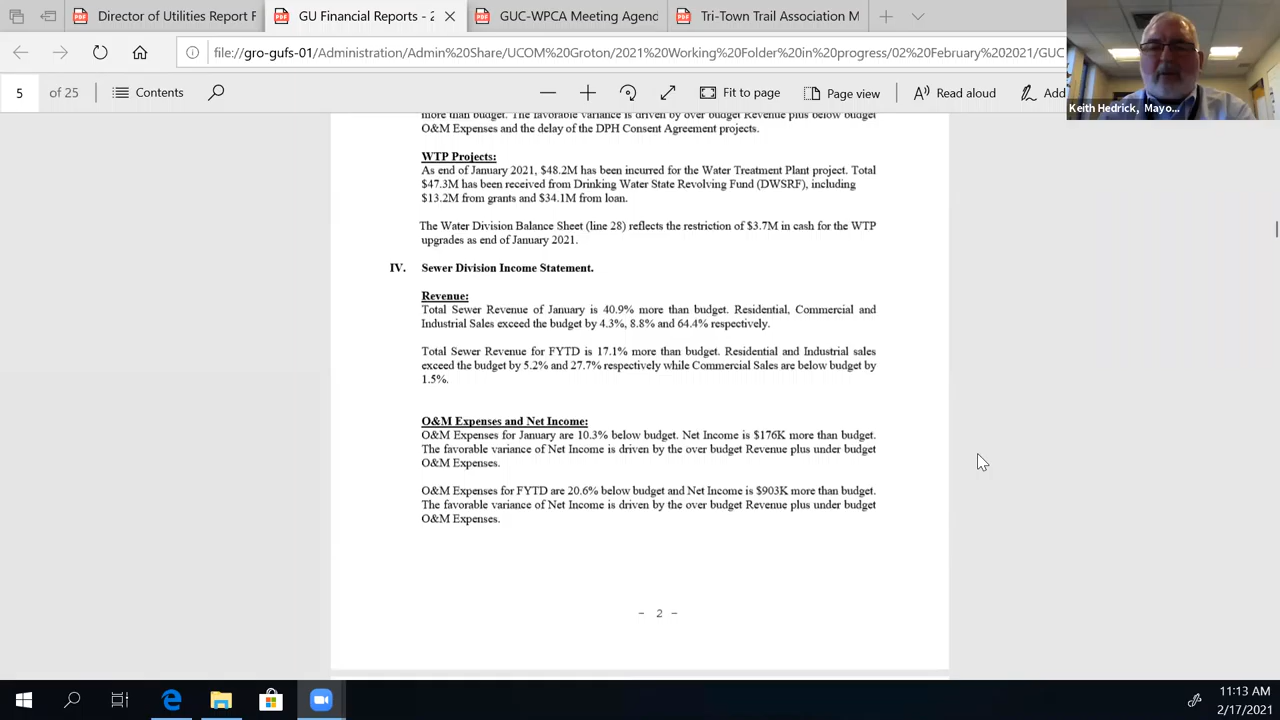 Director of Utilities Report F
GU Financial Reports - 2
GUC-WPCA Meeting Agend
Tri-Town Trail Association M
file://gro-gufs-01/Administration/Admin%20Share/UCOM%20Groton/2021%20Working%20Folder%20in%20progress/02%20February%202021/GUC
5 of 25 Contents Fit to page Page view Read aloud Add
Keith Hedrick, Mayo...
more than budget. The favorable variance is driven by over budget Revenue plus below budget
O&M Expenses and the delay of the DPH Consent Agreement projects.
WTP Projects:
As end of January 2021, $48.2M has been incurred for the Water Treatment Plant project. Total
$47.3M has been received from Drinking Water State Revolving Fund (DWSRF), including
$13.2M from grants and $34.1M from loan.
The Water Division Balance Sheet (line 28) reflects the restriction of $3.7M in cash for the WTP
upgrades as end of January 2021.
IV. Sewer Division Income Statement.
Revenue:
Total Sewer Revenue of January is 40.9% more than budget. Residential, Commercial and
Industrial Sales exceed the budget by 4.3%, 8.8% and 64.4% respectively.
Total Sewer Revenue for FYTD is 17.1% more than budget. Residential and Industrial sales
exceed the budget by 5.2% and 27.7% respectively while Commercial Sales are below budget by
1.5%.
O&M Expenses and Net Income:
O&M Expenses for January are 10.3% below budget. Net Income is $176K more than budget.
The favorable variance of Net Income is driven by the over budget Revenue plus under budget
O&M Expenses.
O&M Expenses for FYTD are 20.6% below budget and Net Income is $903K more than budget.
The favorable variance of Net Income is driven by the over budget Revenue plus under budget
O&M Expenses.
- 2 -
11:13 AM
2/17/2021